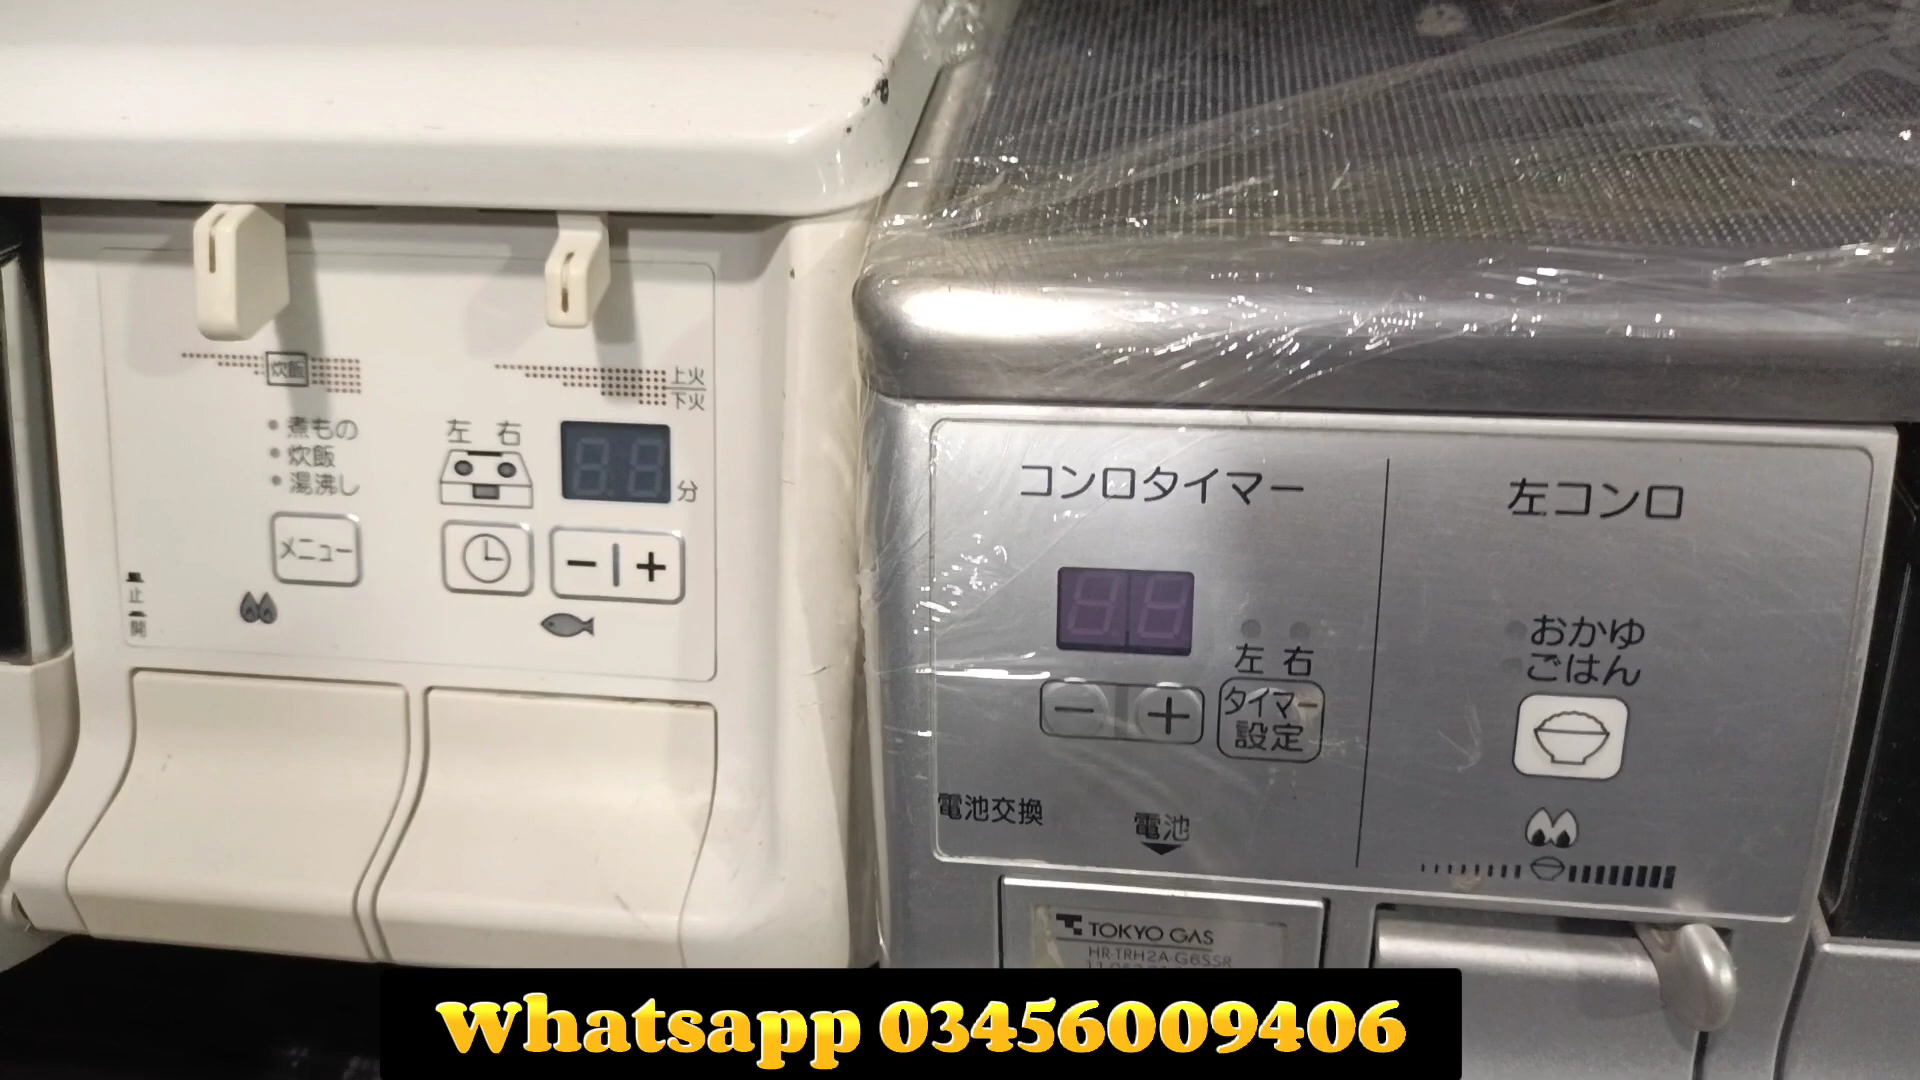 炊飯
上火
下火
・煮もの
・炊飯
・湯沸し
左 右
分
メニュー
－ | ＋
止
開
コンロタイマー
左 右
－ ＋
タイマー
設定
電池交換
電池
左コンロ
おかゆ
ごはん
TOKYO GAS
HR-TRH2A-G6SSR
Whatsapp 03456009406